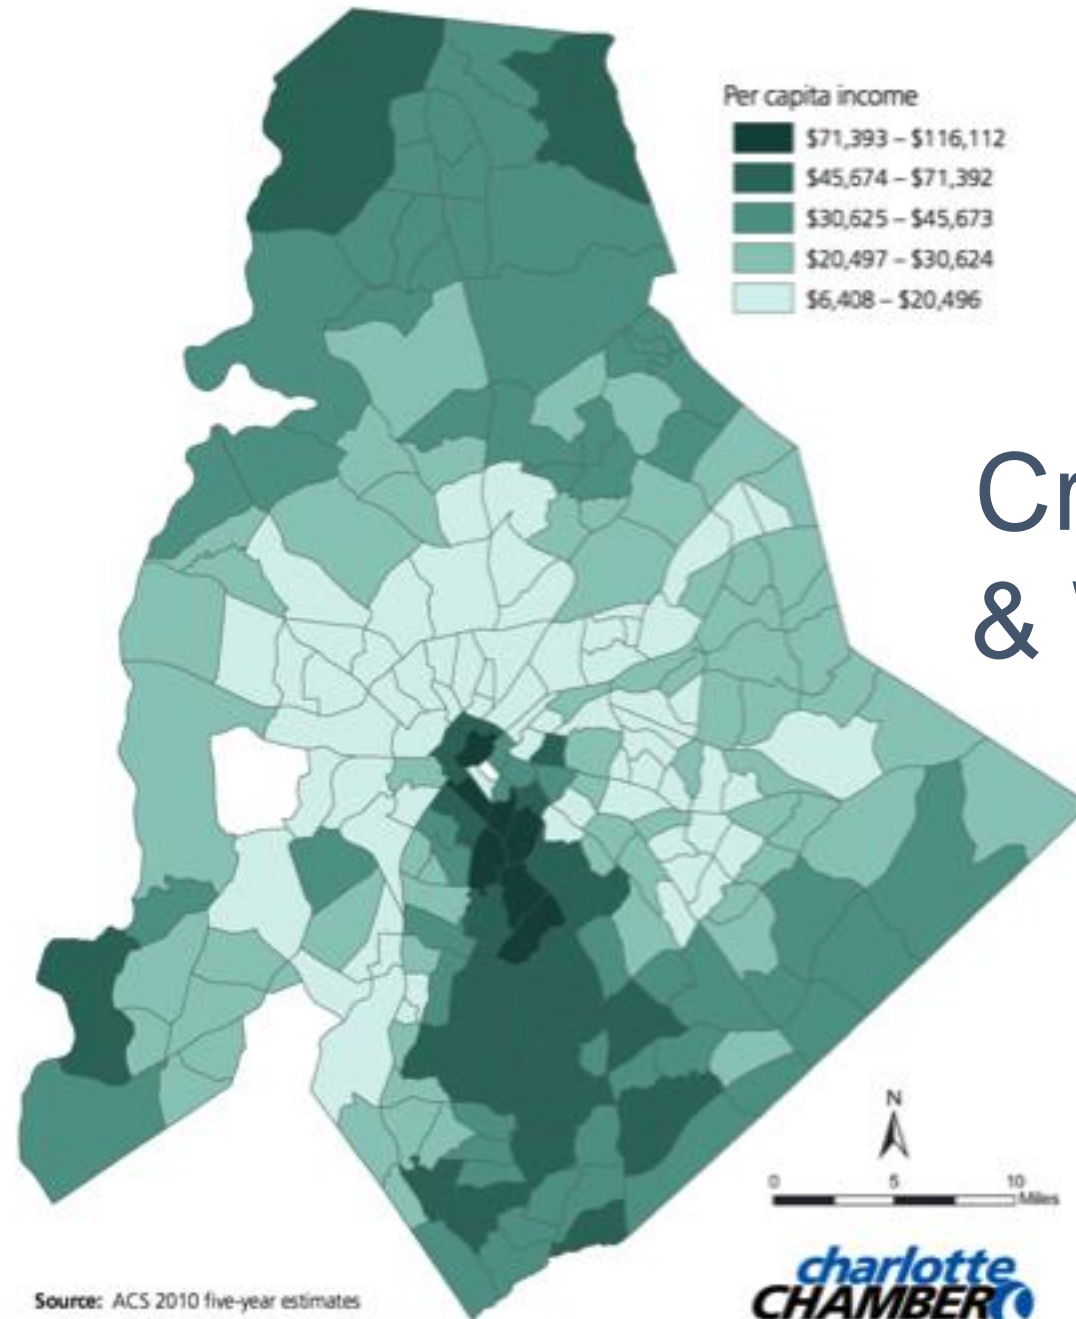 Per capita income
$71,393 – $116,112
$45,674 – $71,392
$30,625 – $45,673
$20,497 – $30,624
$6,408 – $20,496
&
N
0 5 10
Miles
Source: ACS 2010 five-year estimates
charlotte
CHAMBER